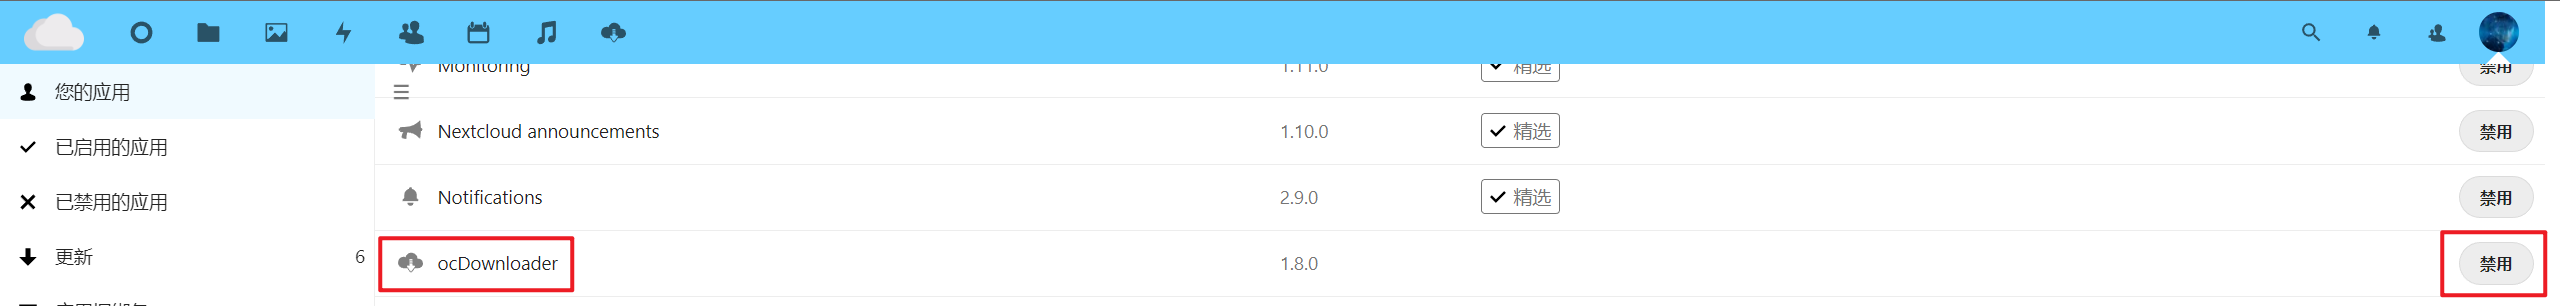 Monitoring 1.11.0 精选 禁用
您的应用
Nextcloud announcements 1.10.0 精选 禁用
已启用的应用
已禁用的应用
Notifications 2.9.0 精选 禁用
更新 6
ocDownloader 1.8.0 禁用